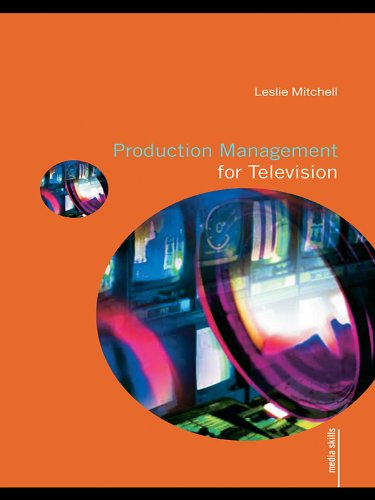 Leslie Mitchell
Production Management
for Television
media skills